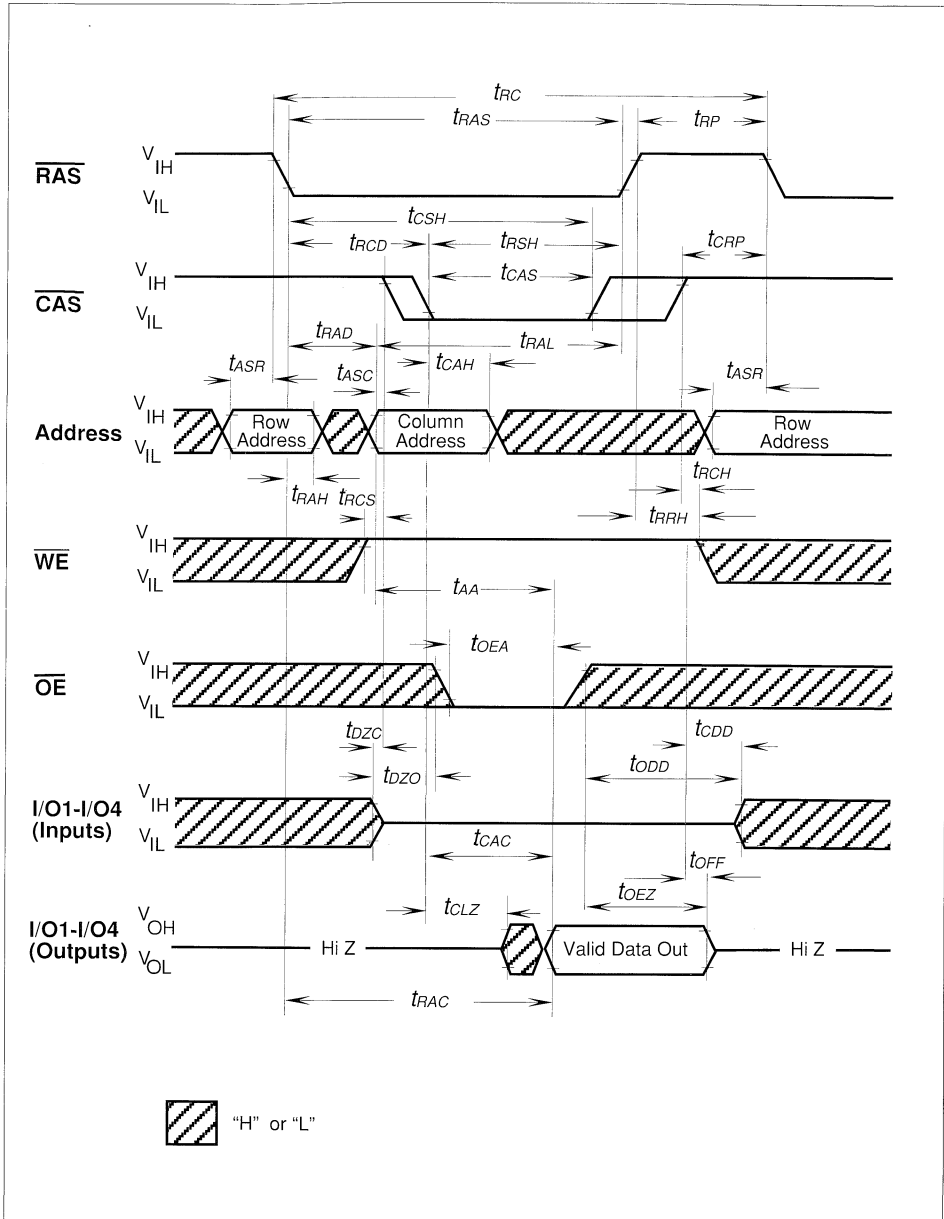 tRC
tRAS
tRP
RAS
VIH
VIL
tCSH
tRCD
tRSH
tCRP
tCAS
CAS
VIH
VIL
tRAD
tRAL
tASR
tASC
tCAH
tASR
Address
VIH
VIL
Row Address
Column Address
Row Address
tRAH
tRCS
tRCH
tRRH
WE
VIH
VIL
tAA
tOEA
OE
VIH
VIL
tDZC
tCDD
tDZO
tODD
I/O1-I/O4
(Inputs)
VIH
VIL
tCAC
tOFF
tCLZ
tOEZ
I/O1-I/O4
(Outputs)
VOH
VOL
Hi Z
Valid Data Out
Hi Z
tRAC
"H" or "L"